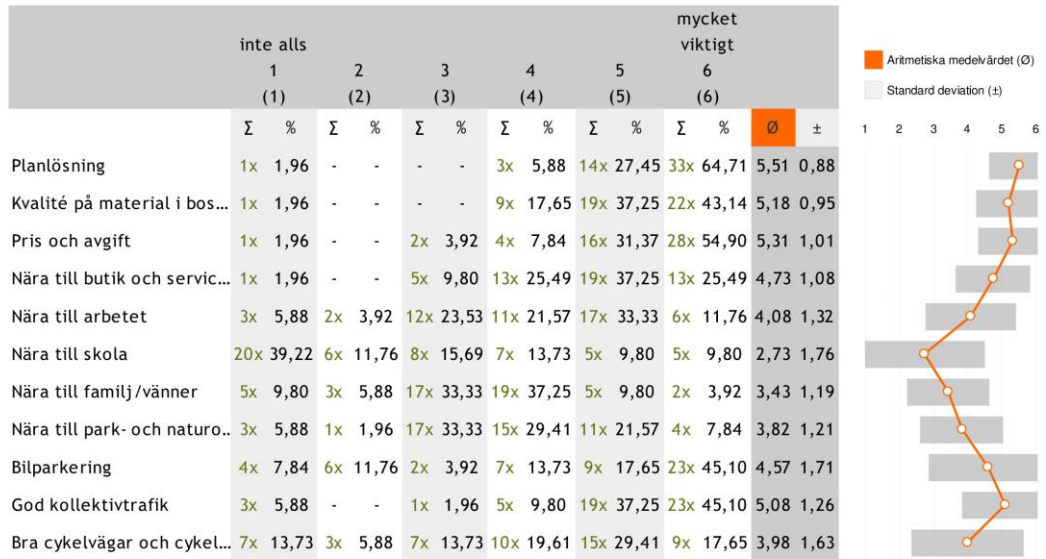 mycket
inte alls viktigt
1 2 3 4 5 6
(1) (2) (3) (4) (5) (6)
Σ % Σ % Σ % Σ % Σ % Σ % Ø ±
Planlösning 1x 1,96 - - - - 3x 5,88 14x 27,45 33x 64,71 5,51 0,88
Kvalité på material i bos... 1x 1,96 - - - - 9x 17,65 19x 37,25 22x 43,14 5,18 0,95
Pris och avgift 1x 1,96 - - 2x 3,92 4x 7,84 16x 31,37 28x 54,90 5,31 1,01
Nära till butik och servic... 1x 1,96 - - 5x 9,80 13x 25,49 19x 37,25 13x 25,49 4,73 1,08
Nära till arbetet 3x 5,88 2x 3,92 12x 23,53 11x 21,57 17x 33,33 6x 11,76 4,08 1,32
Nära till skola 20x 39,22 6x 11,76 8x 15,69 7x 13,73 5x 9,80 5x 9,80 2,73 1,76
Nära till familj/vänner 5x 9,80 3x 5,88 17x 33,33 19x 37,25 5x 9,80 2x 3,92 3,43 1,19
Nära till park- och naturo... 3x 5,88 1x 1,96 17x 33,33 15x 29,41 11x 21,57 4x 7,84 3,82 1,21
Bilparkering 4x 7,84 6x 11,76 2x 3,92 7x 13,73 9x 17,65 23x 45,10 4,57 1,71
God kollektivtrafik 3x 5,88 - - 1x 1,96 5x 9,80 19x 37,25 23x 45,10 5,08 1,26
Bra cykelvägar och cykel... 7x 13,73 3x 5,88 7x 13,73 10x 19,61 15x 29,41 9x 17,65 3,98 1,63
Aritmetiska medelvärdet (Ø)
Standard deviation (±)
1 2 3 4 5 6